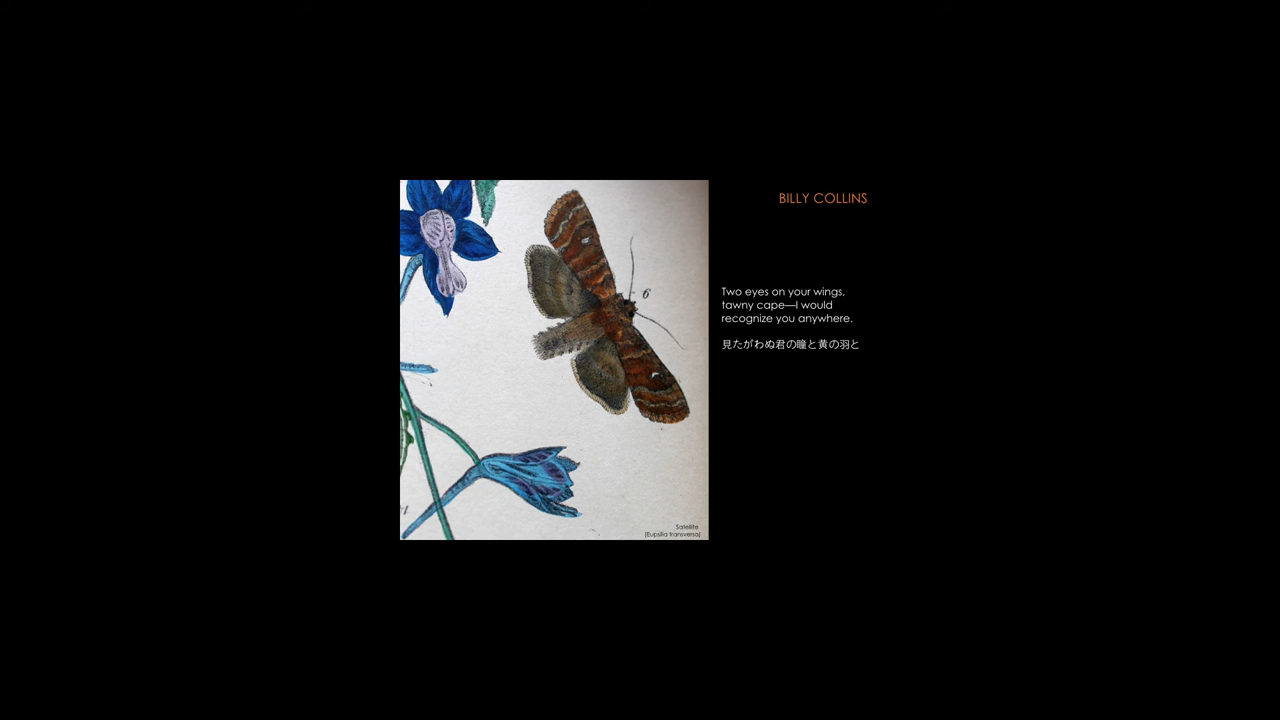 BILLY COLLINS
Two eyes on your wings,
tawny cape—I would
recognize you anywhere.
見たがわぬ君の瞳と黄の羽と
6
Satellite
(Eupsilia transversa)